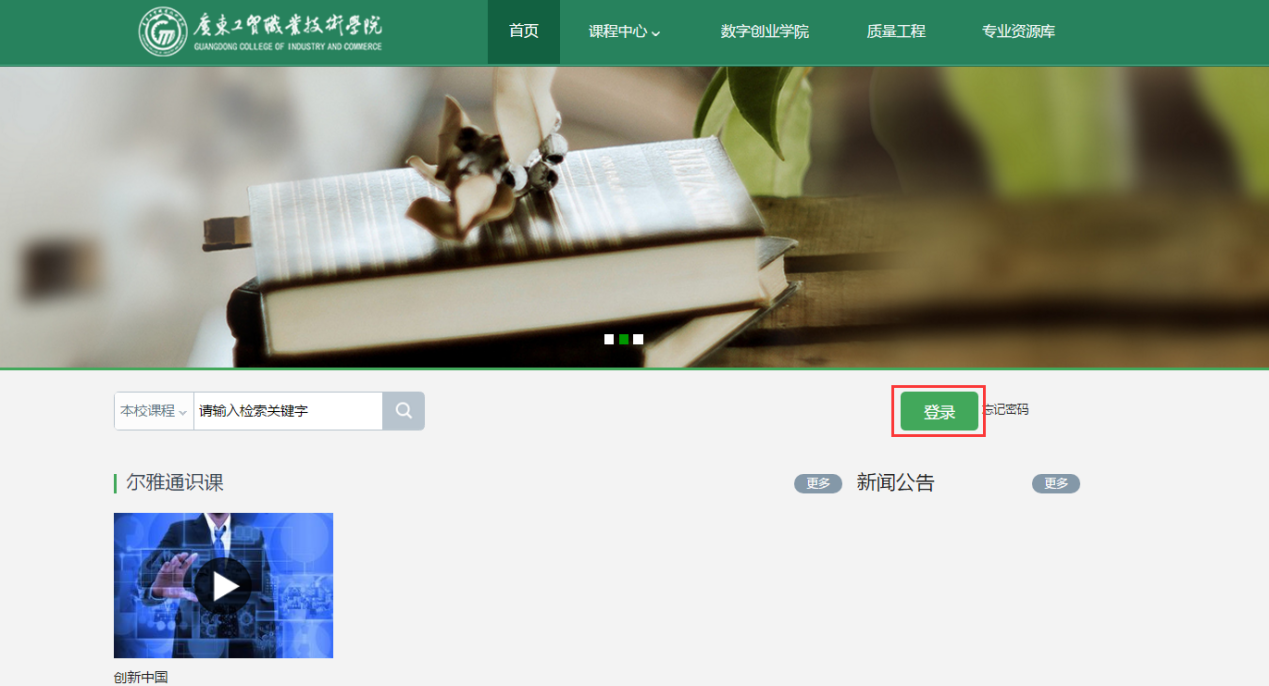 廣東工貿職業技術學院
GUANGDONG COLLEGE OF INDUSTRY AND COMMERCE
首页
课程中心
数字创业学院
质量工程
专业资源库
本校课程
请输入检索关键字
登录
忘记密码
尔雅通识课
更多
新闻公告
更多
创新中国